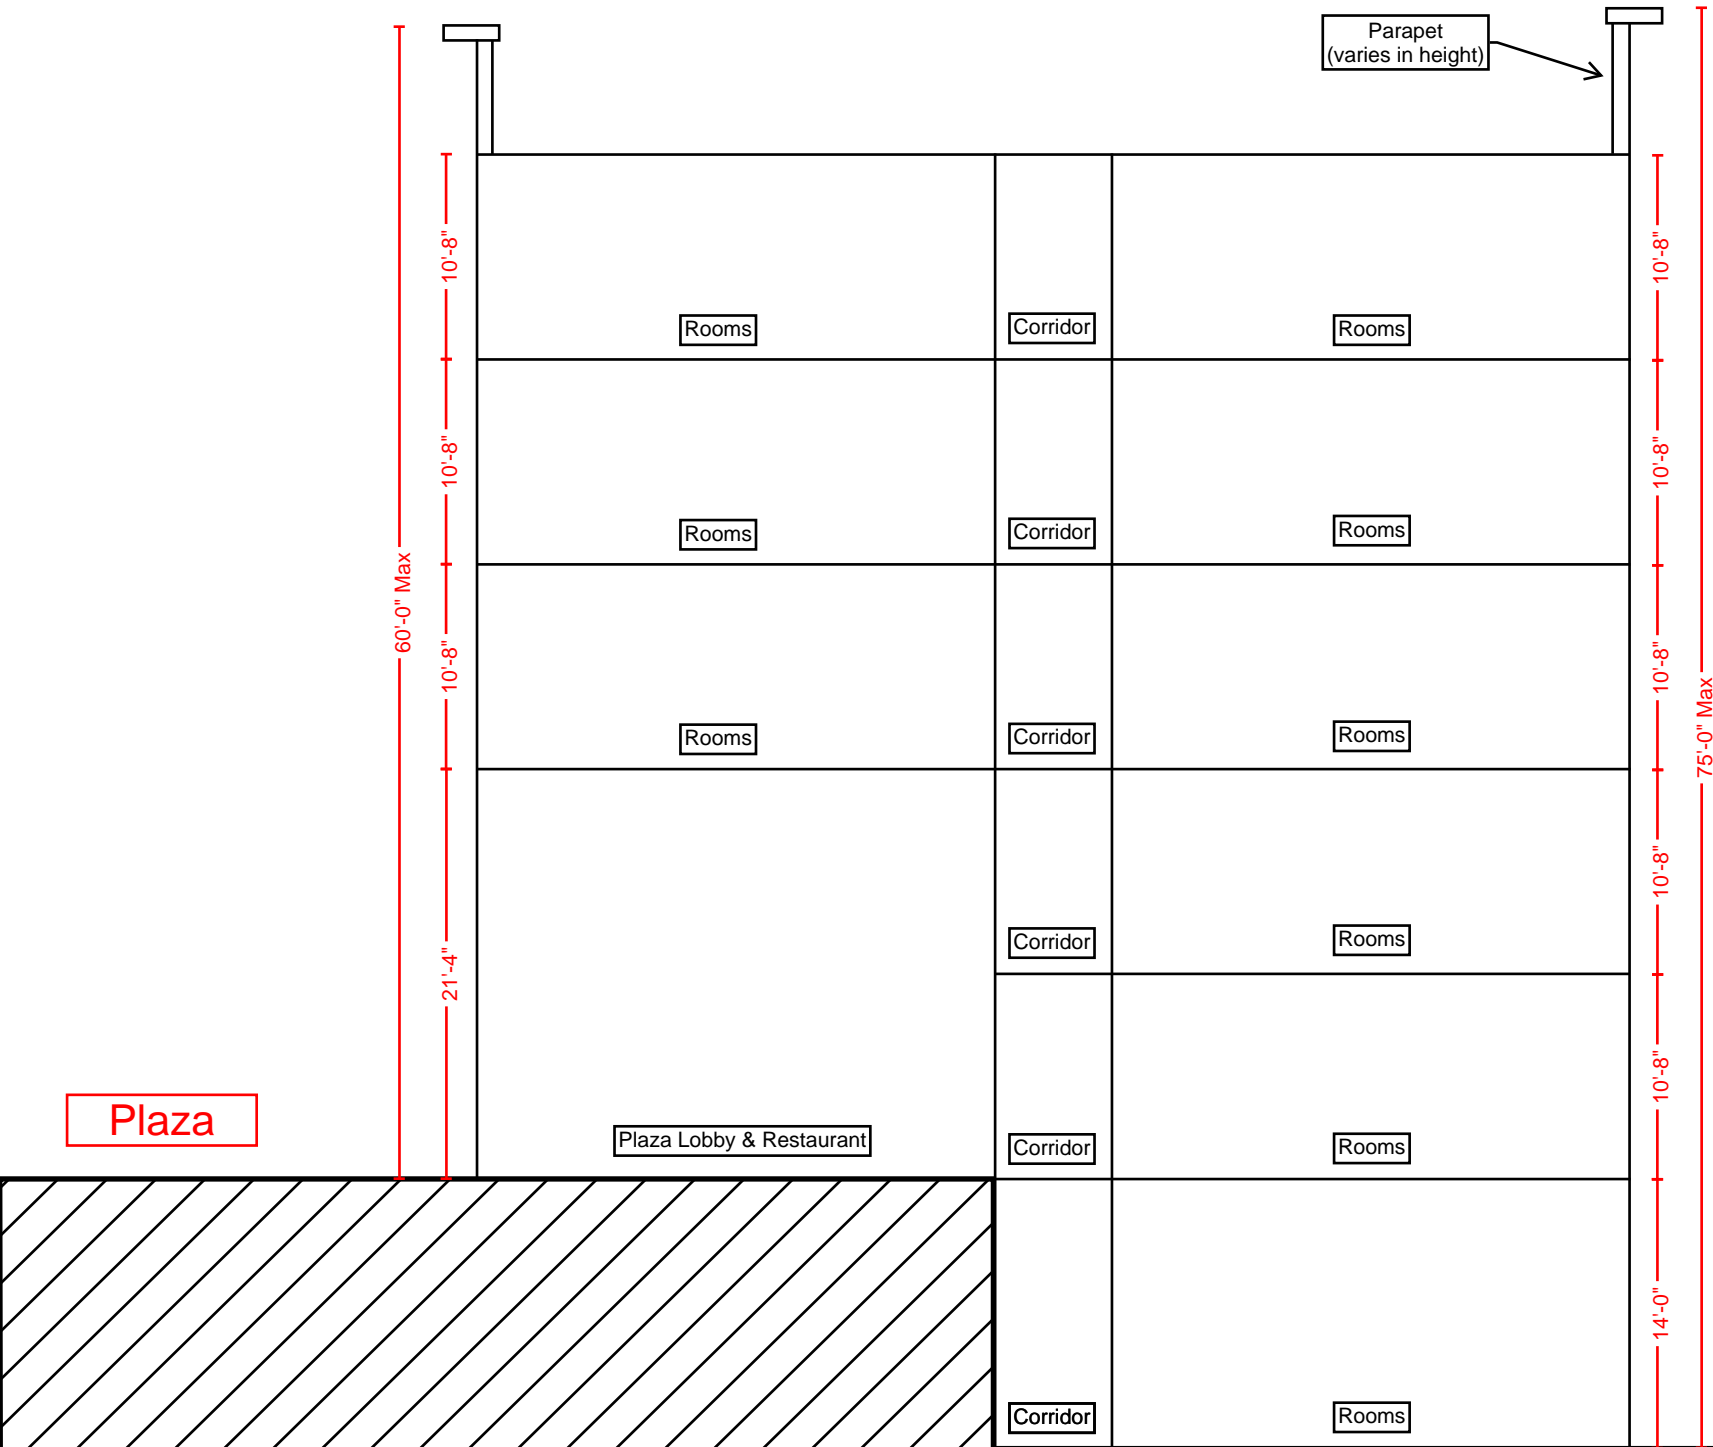 Parapet
(varies in height)
10'-8"
10'-8"
Rooms
Corridor
Rooms
10'-8"
10'-8"
Rooms
Corridor
Rooms
60'-0" Max
10'-8"
10'-8"
Rooms
Corridor
Rooms
75'-0" Max
10'-8"
Corridor
Rooms
21'-4"
10'-8"
Plaza
Plaza Lobby & Restaurant
Corridor
Rooms
14'-0"
Corridor
Rooms